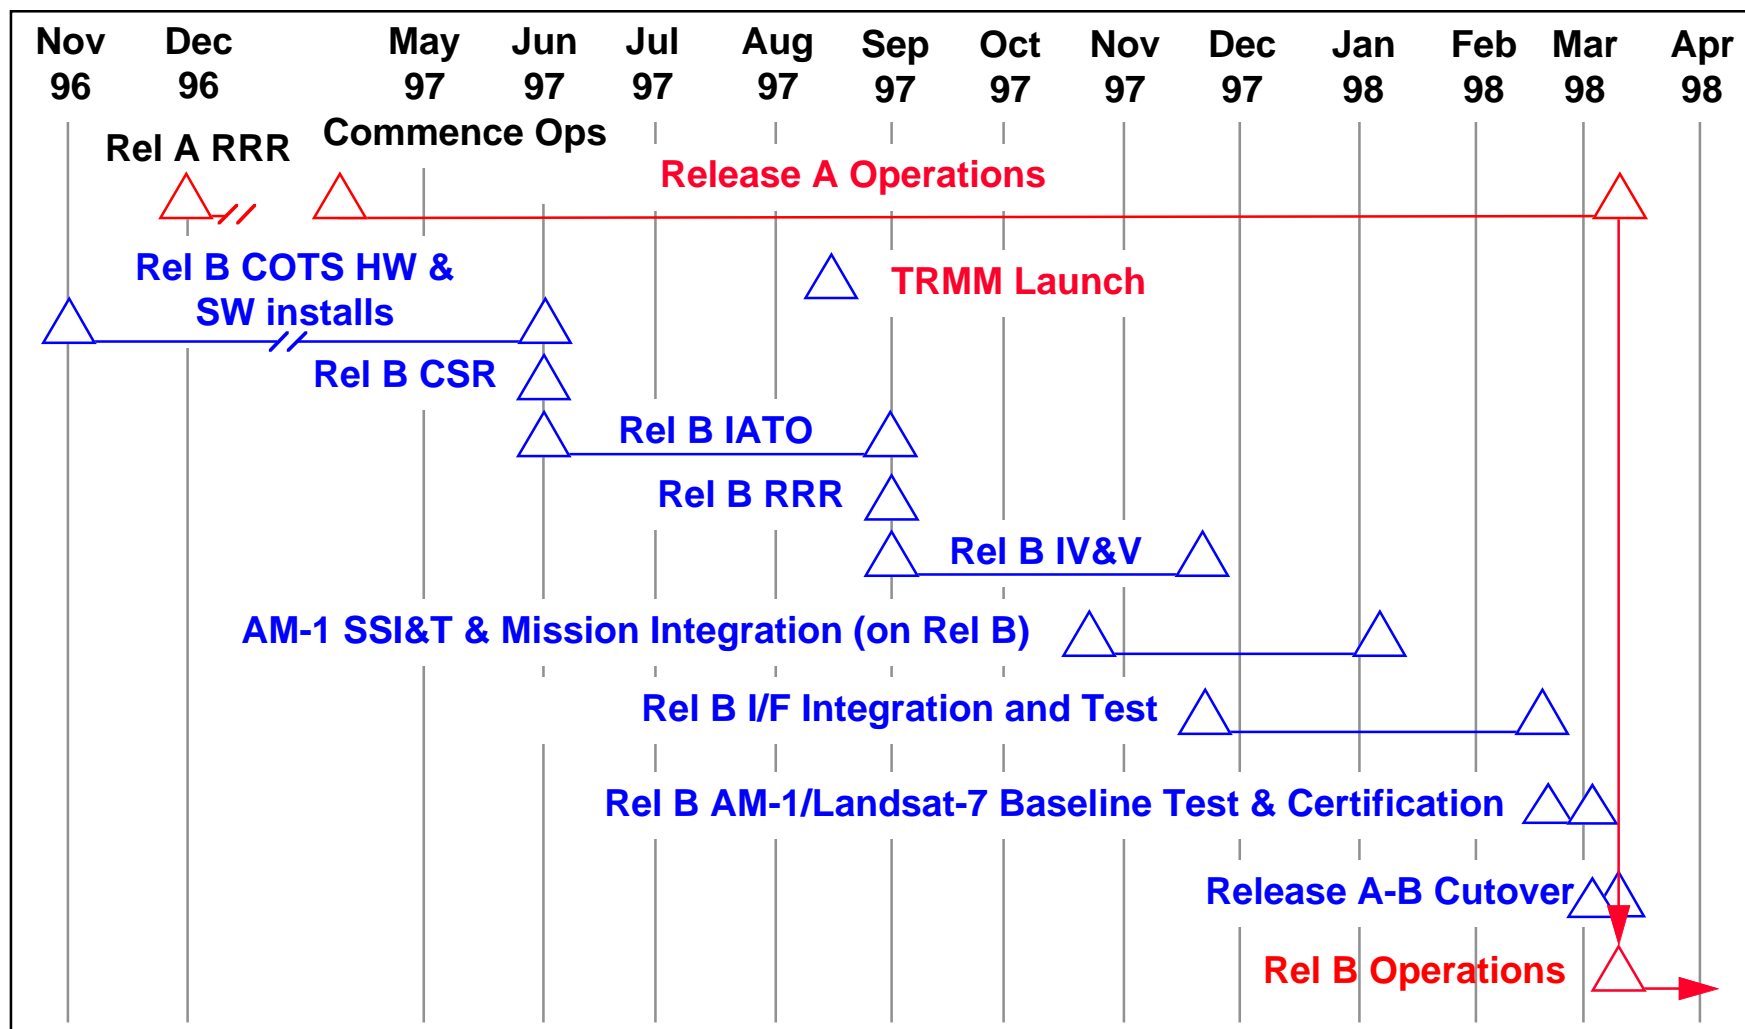 Nov Dec May Jun Jul Aug Sep Oct Nov Dec Jan Feb Mar Apr
96 96 97 97 97 97 97 97 97 97 98 98 98 98
Commence Ops
Rel A RRR
Release A Operations
Rel B COTS HW &
SW installs
TRMM Launch
Rel B CSR
Rel B IATO
Rel B RRR
Rel B IV&V
AM-1 SSI&T & Mission Integration (on Rel B)
Rel B I/F Integration and Test
Rel B AM-1/Landsat-7 Baseline Test & Certification
Release A-B Cutover
Rel B Operations